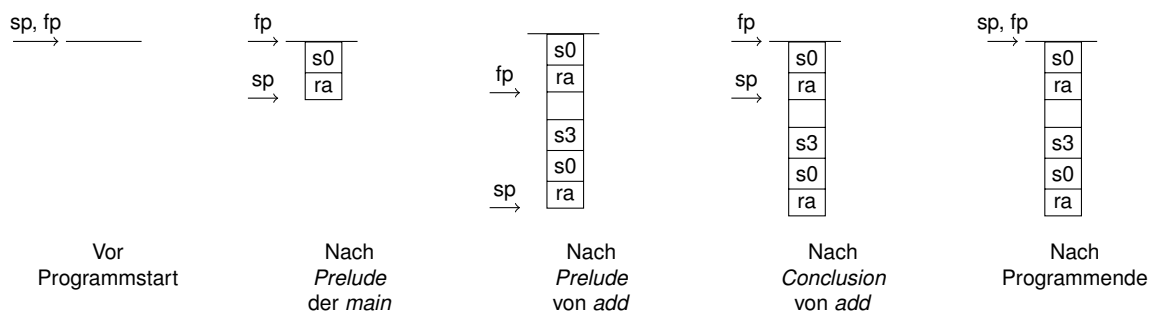 sp, fp
fp
s0
ra
sp
s0
ra
fp
s3
s0
ra
sp
fp
s0
ra
sp
s3
s0
ra
sp, fp
s0
ra
s3
s0
ra
Vor
Programmstart
Nach
Prelude
der main
Nach
Prelude
von add
Nach
Conclusion
von add
Nach
Programmende